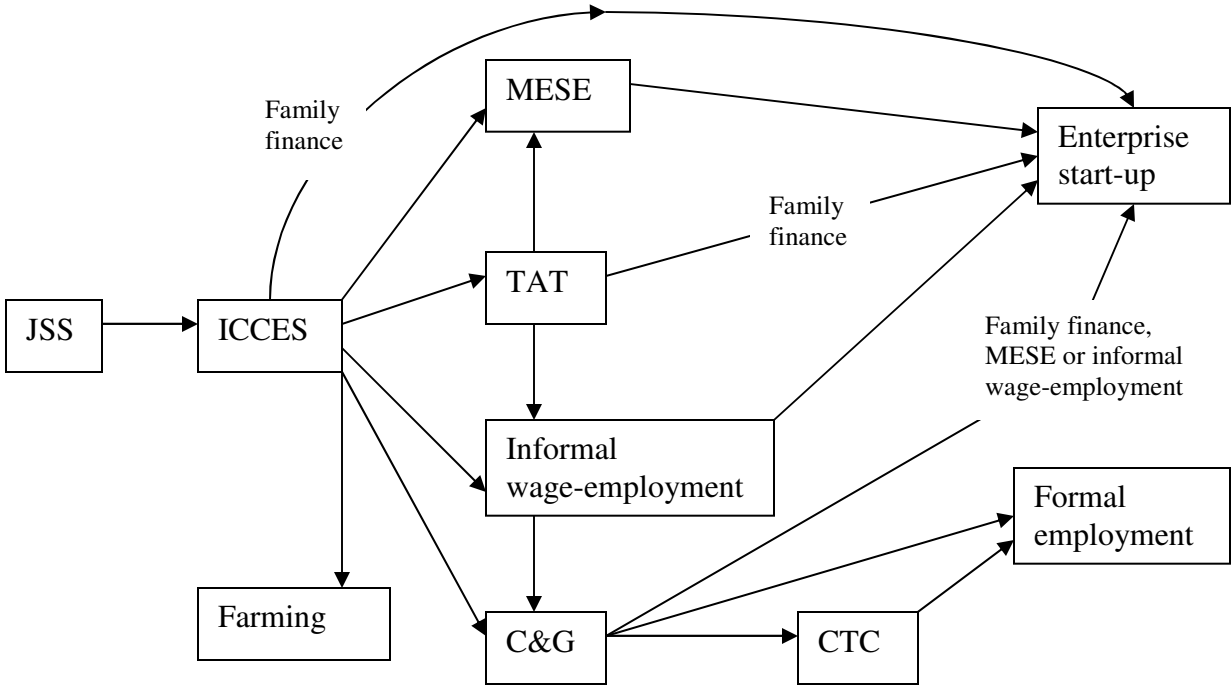 Family
finance
MESE
Enterprise
start-up
Family
finance
TAT
JSS
ICCES
Family finance,
MESE or informal
wage-employment
Informal
wage-employment
Formal
employment
Farming
C&G
CTC